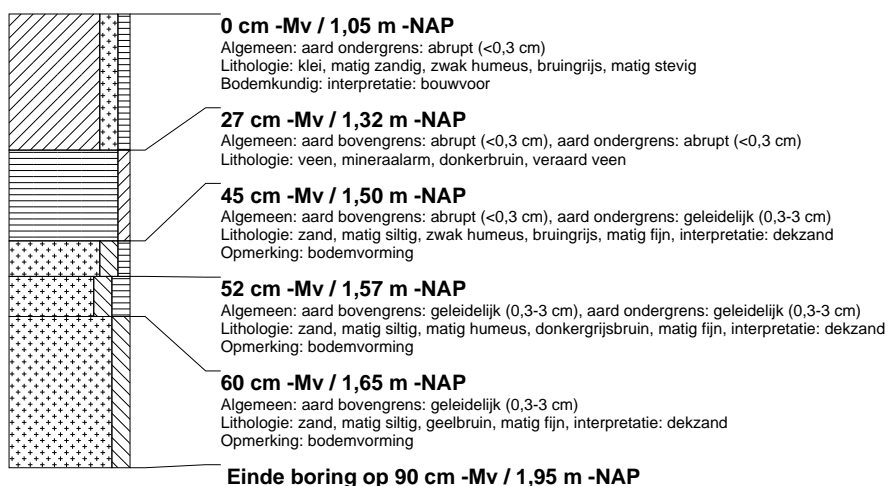 0 cm -Mv / 1,05 m -NAP
Algemeen: aard ondergrens: abrupt (<0,3 cm)
Lithologie: klei, matig zandig, zwak humeus, bruingrijs, matig stevig
Bodemkundig: interpretatie: bouwvoor
27 cm -Mv / 1,32 m -NAP
Algemeen: aard bovengrens: abrupt (<0,3 cm), aard ondergrens: abrupt (<0,3 cm)
Lithologie: veen, mineraalarm, donkerbruin, veraard veen
45 cm -Mv / 1,50 m -NAP
Algemeen: aard bovengrens: abrupt (<0,3 cm), aard ondergrens: geleidelijk (0,3-3 cm)
Lithologie: zand, matig siltig, zwak humeus, bruingrijs, matig fijn, interpretatie: dekzand
Opmerking: bodemvorming
52 cm -Mv / 1,57 m -NAP
Algemeen: aard bovengrens: geleidelijk (0,3-3 cm), aard ondergrens: geleidelijk (0,3-3 cm)
Lithologie: zand, matig siltig, matig humeus, donkergrijsbruin, matig fijn, interpretatie: dekzand
Opmerking: bodemvorming
60 cm -Mv / 1,65 m -NAP
Algemeen: aard bovengrens: geleidelijk (0,3-3 cm)
Lithologie: zand, matig siltig, geelbruin, matig fijn, interpretatie: dekzand
Opmerking: bodemvorming
Einde boring op 90 cm -Mv / 1,95 m -NAP